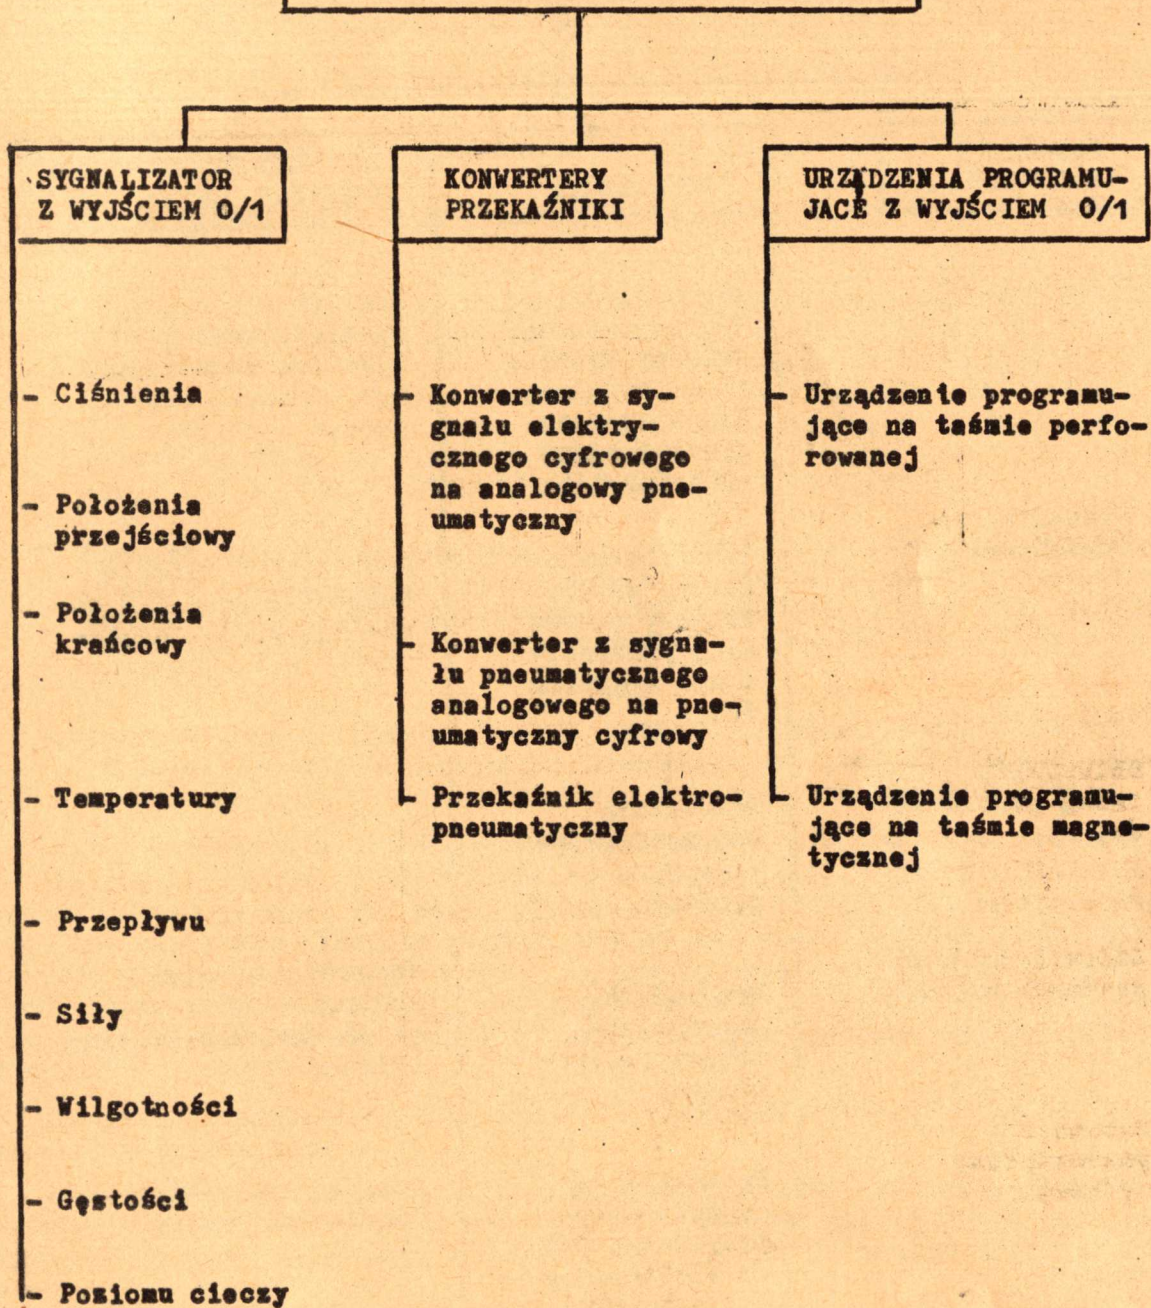 SYGNALIZATOR
Z WYJŚCIEM 0/1
KONWERTERY
PRZEKAŹNIKI
URZĄDZENIA PROGRAMU-
JACE Z WYJŚCIEM 0/1
- Ciśnienia
- Położenia
przejściowy
- Położenia
krańcowy
- Temperatury
- Przepływu
- Siły
- Wilgotności
- Gęstości
- Poziomu cieczy
- Konwerter z sy-
gnału elektry-
cznego cyfrowego
na analogowy pne-
umatyczny
- Konwerter z sygna-
łu pneumatycznego
analogowego na pne-
umatyczny cyfrowy
- Przekaźnik elektro-
pneumatyczny
- Urządzenie programu-
jące na taśmie perfo-
rowanej
- Urządzenie programu-
jące na taśmie magne-
tycznej